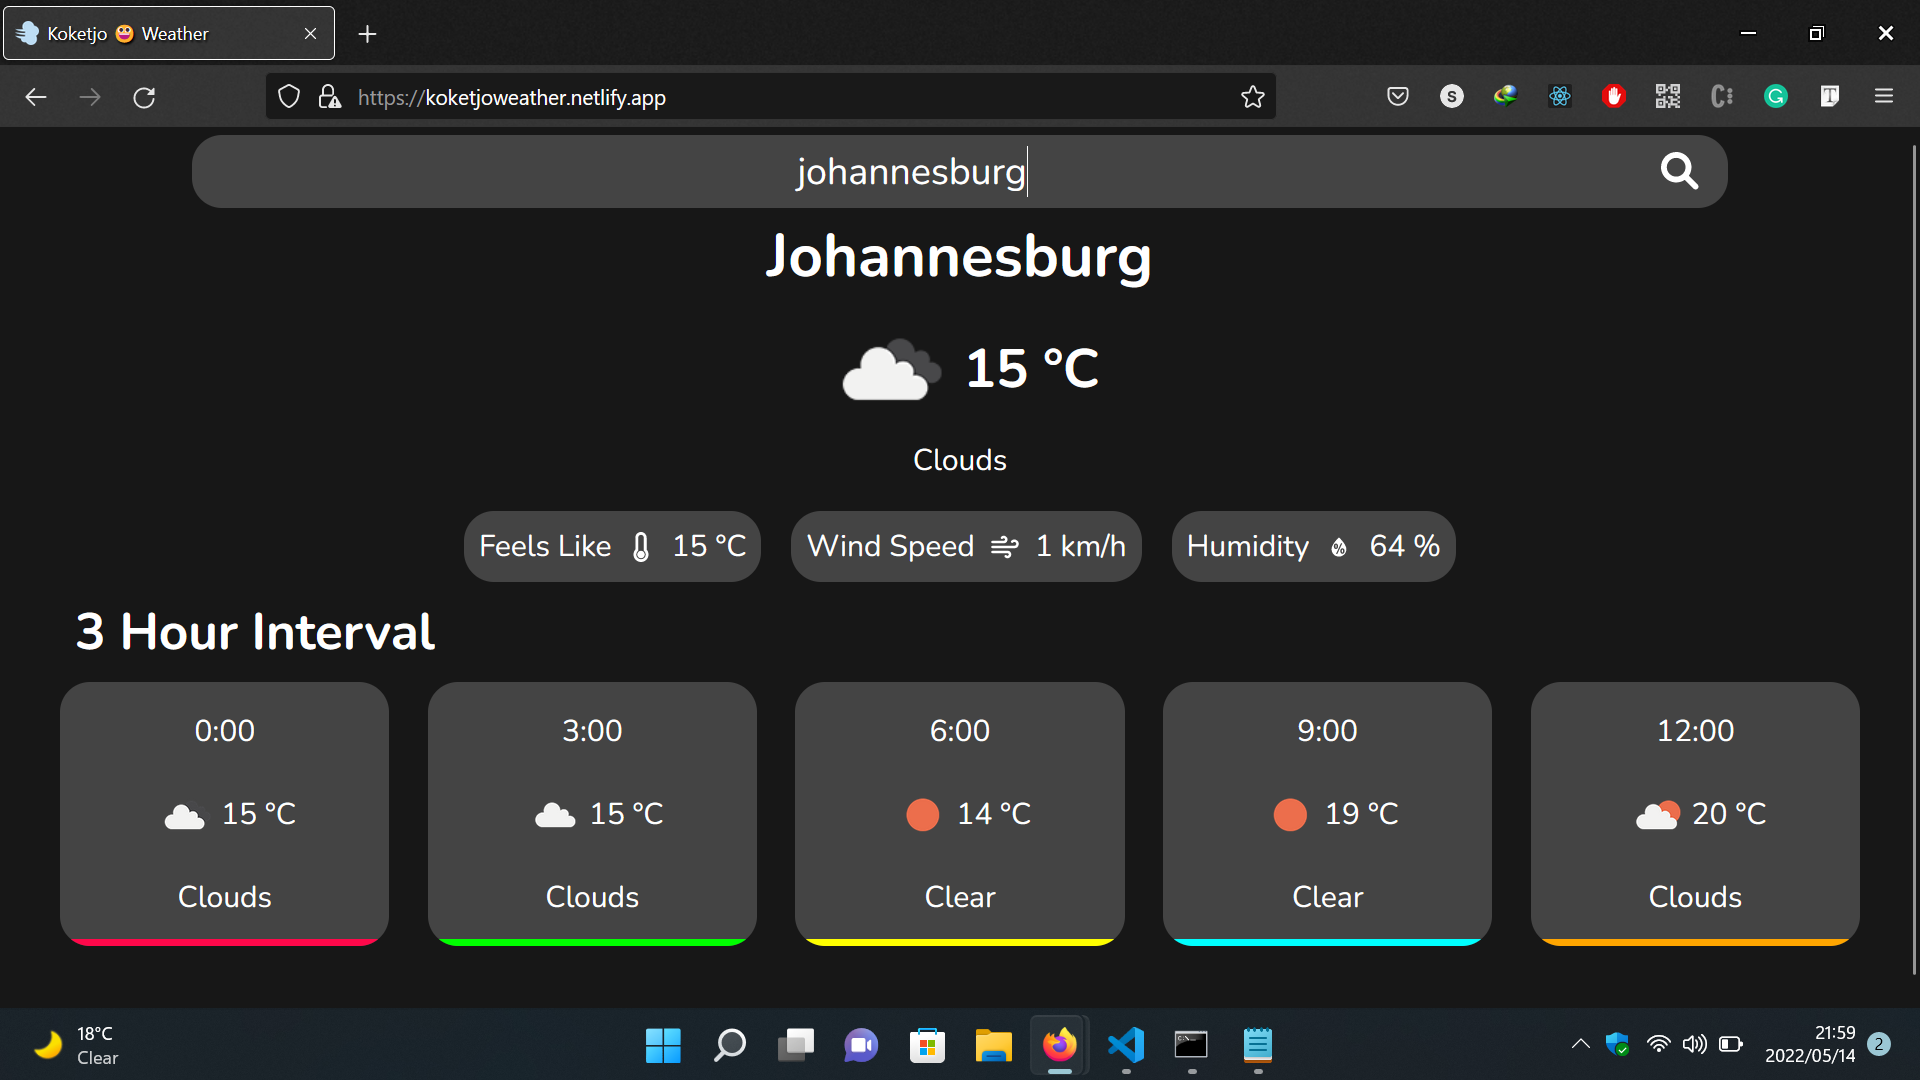 Koketjo 😀 Weather
https://koketjoweather.netlify.app
johannesburg
Johannesburg
15 °C
Clouds
Feels Like 15 °C
Wind Speed 1 km/h
Humidity % 64 %
3 Hour Interval
0:00
15 °C
Clouds
3:00
15 °C
Clouds
6:00
14 °C
Clear
9:00
19 °C
Clear
12:00
20 °C
Clouds
18°C
Clear
21:59
2022/05/14
2